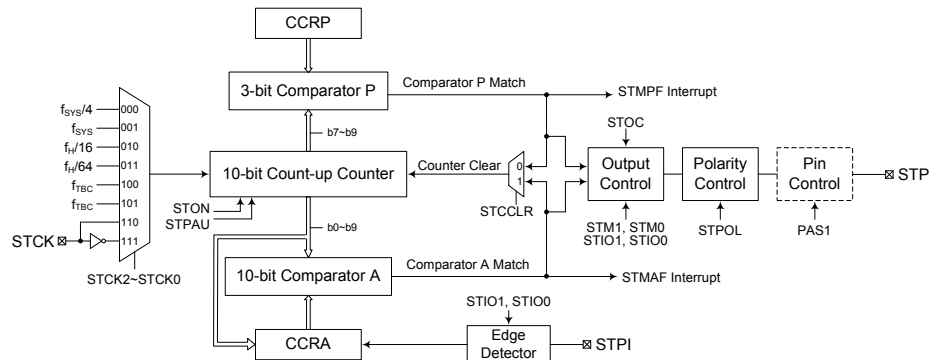 CCRP
3-bit Comparator P
Comparator P Match
STMPF Interrupt
b7~b9
STOC
fSYS/4
000
fSYS
001
fH/16
010
fH/64
011
fTBC
100
fTBC
101
110
111
STCK
STCK2~STCK0
10-bit Count-up Counter
Counter Clear
0
1
STCCLR
Output
Control
Polarity
Control
Pin
Control
STP
STON
STPAU
STM1, STM0
STIO1, STIO0
STPOL
PAS1
b0~b9
10-bit Comparator A
Comparator A Match
STMAF Interrupt
STIO1, STIO0
CCRA
Edge
Detector
STPI